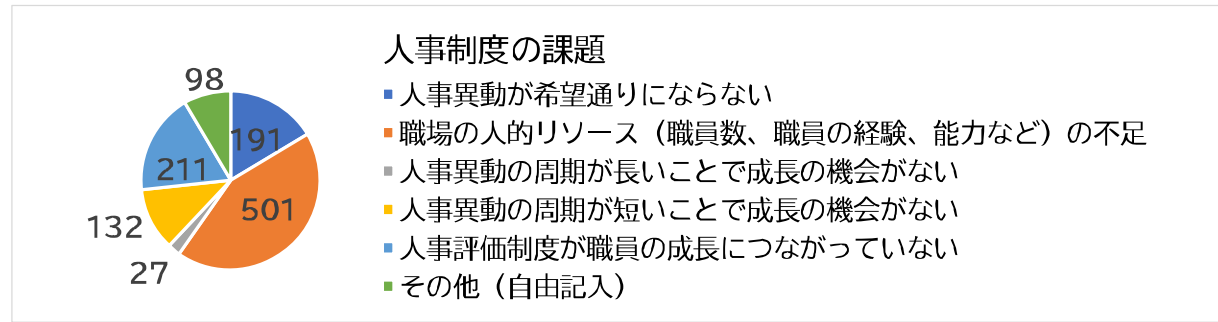 人事制度の課題
98
191
211
501
132
27
人事異動が希望通りにならない
職場の人的リソース（職員数、職員の経験、能力など）の不足
人事異動の周期が長いことで成長の機会がない
人事異動の周期が短いことで成長の機会がない
人事評価制度が職員の成長につながっていない
その他（自由記入）